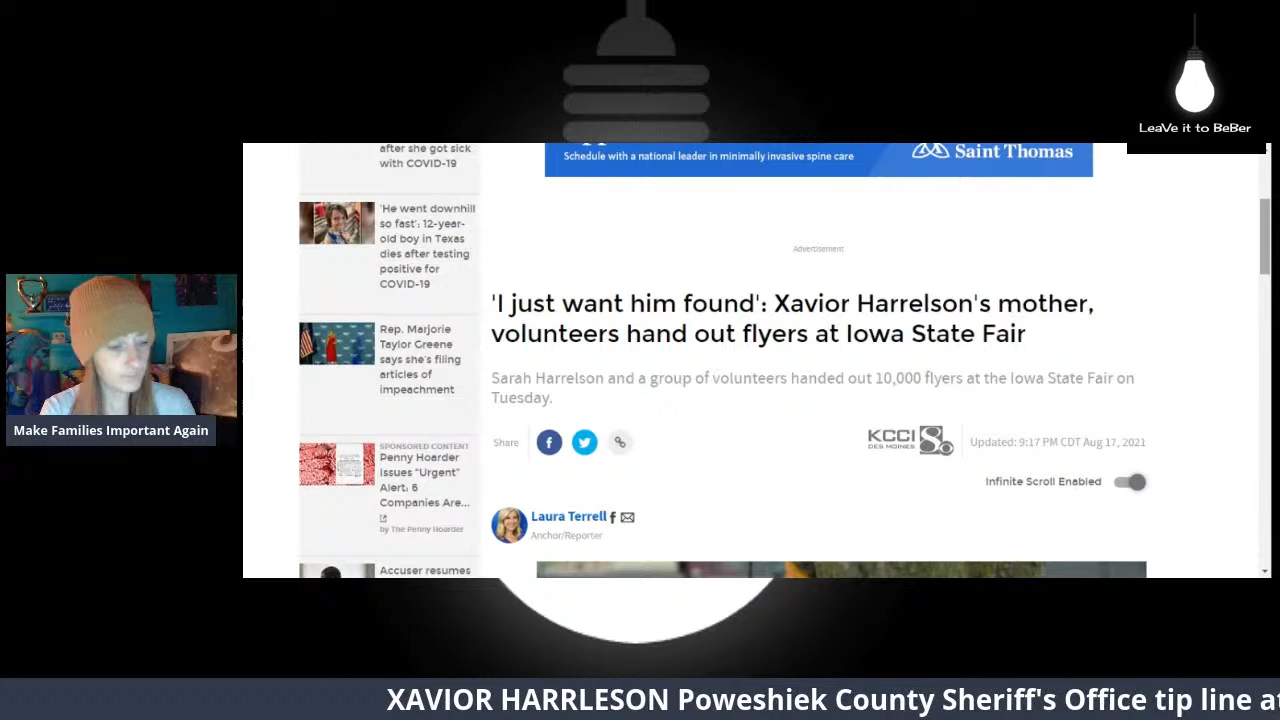 LeaVe it to BeBer
after she got sick
with COVID-19
'He went downhill
so fast': 12-year-
old boy in Texas
dies after testing
positive for
COVID-19
Rep. Marjorie
Taylor Greene
says she's filing
articles of
impeachment
SPONSORED CONTENT
Penny Hoarder
Issues "Urgent"
Alert: 6
Companies Are...
by The Penny Hoarder
Accuser resumes
Schedule with a national leader in minimally invasive spine care
Saint Thomas
Advertisement
'I just want him found': Xavior Harrelson's mother,
volunteers hand out flyers at Iowa State Fair
Sarah Harrelson and a group of volunteers handed out 10,000 flyers at the Iowa State Fair on
Tuesday.
Share
KCCI 8
DES MOINES
Updated: 9:17 PM CDT Aug 17, 2021
Infinite Scroll Enabled
Laura Terrell
Anchor/Reporter
Make Families Important Again
XAVIOR HARRLESON Poweshiek County Sheriff's Office tip line a